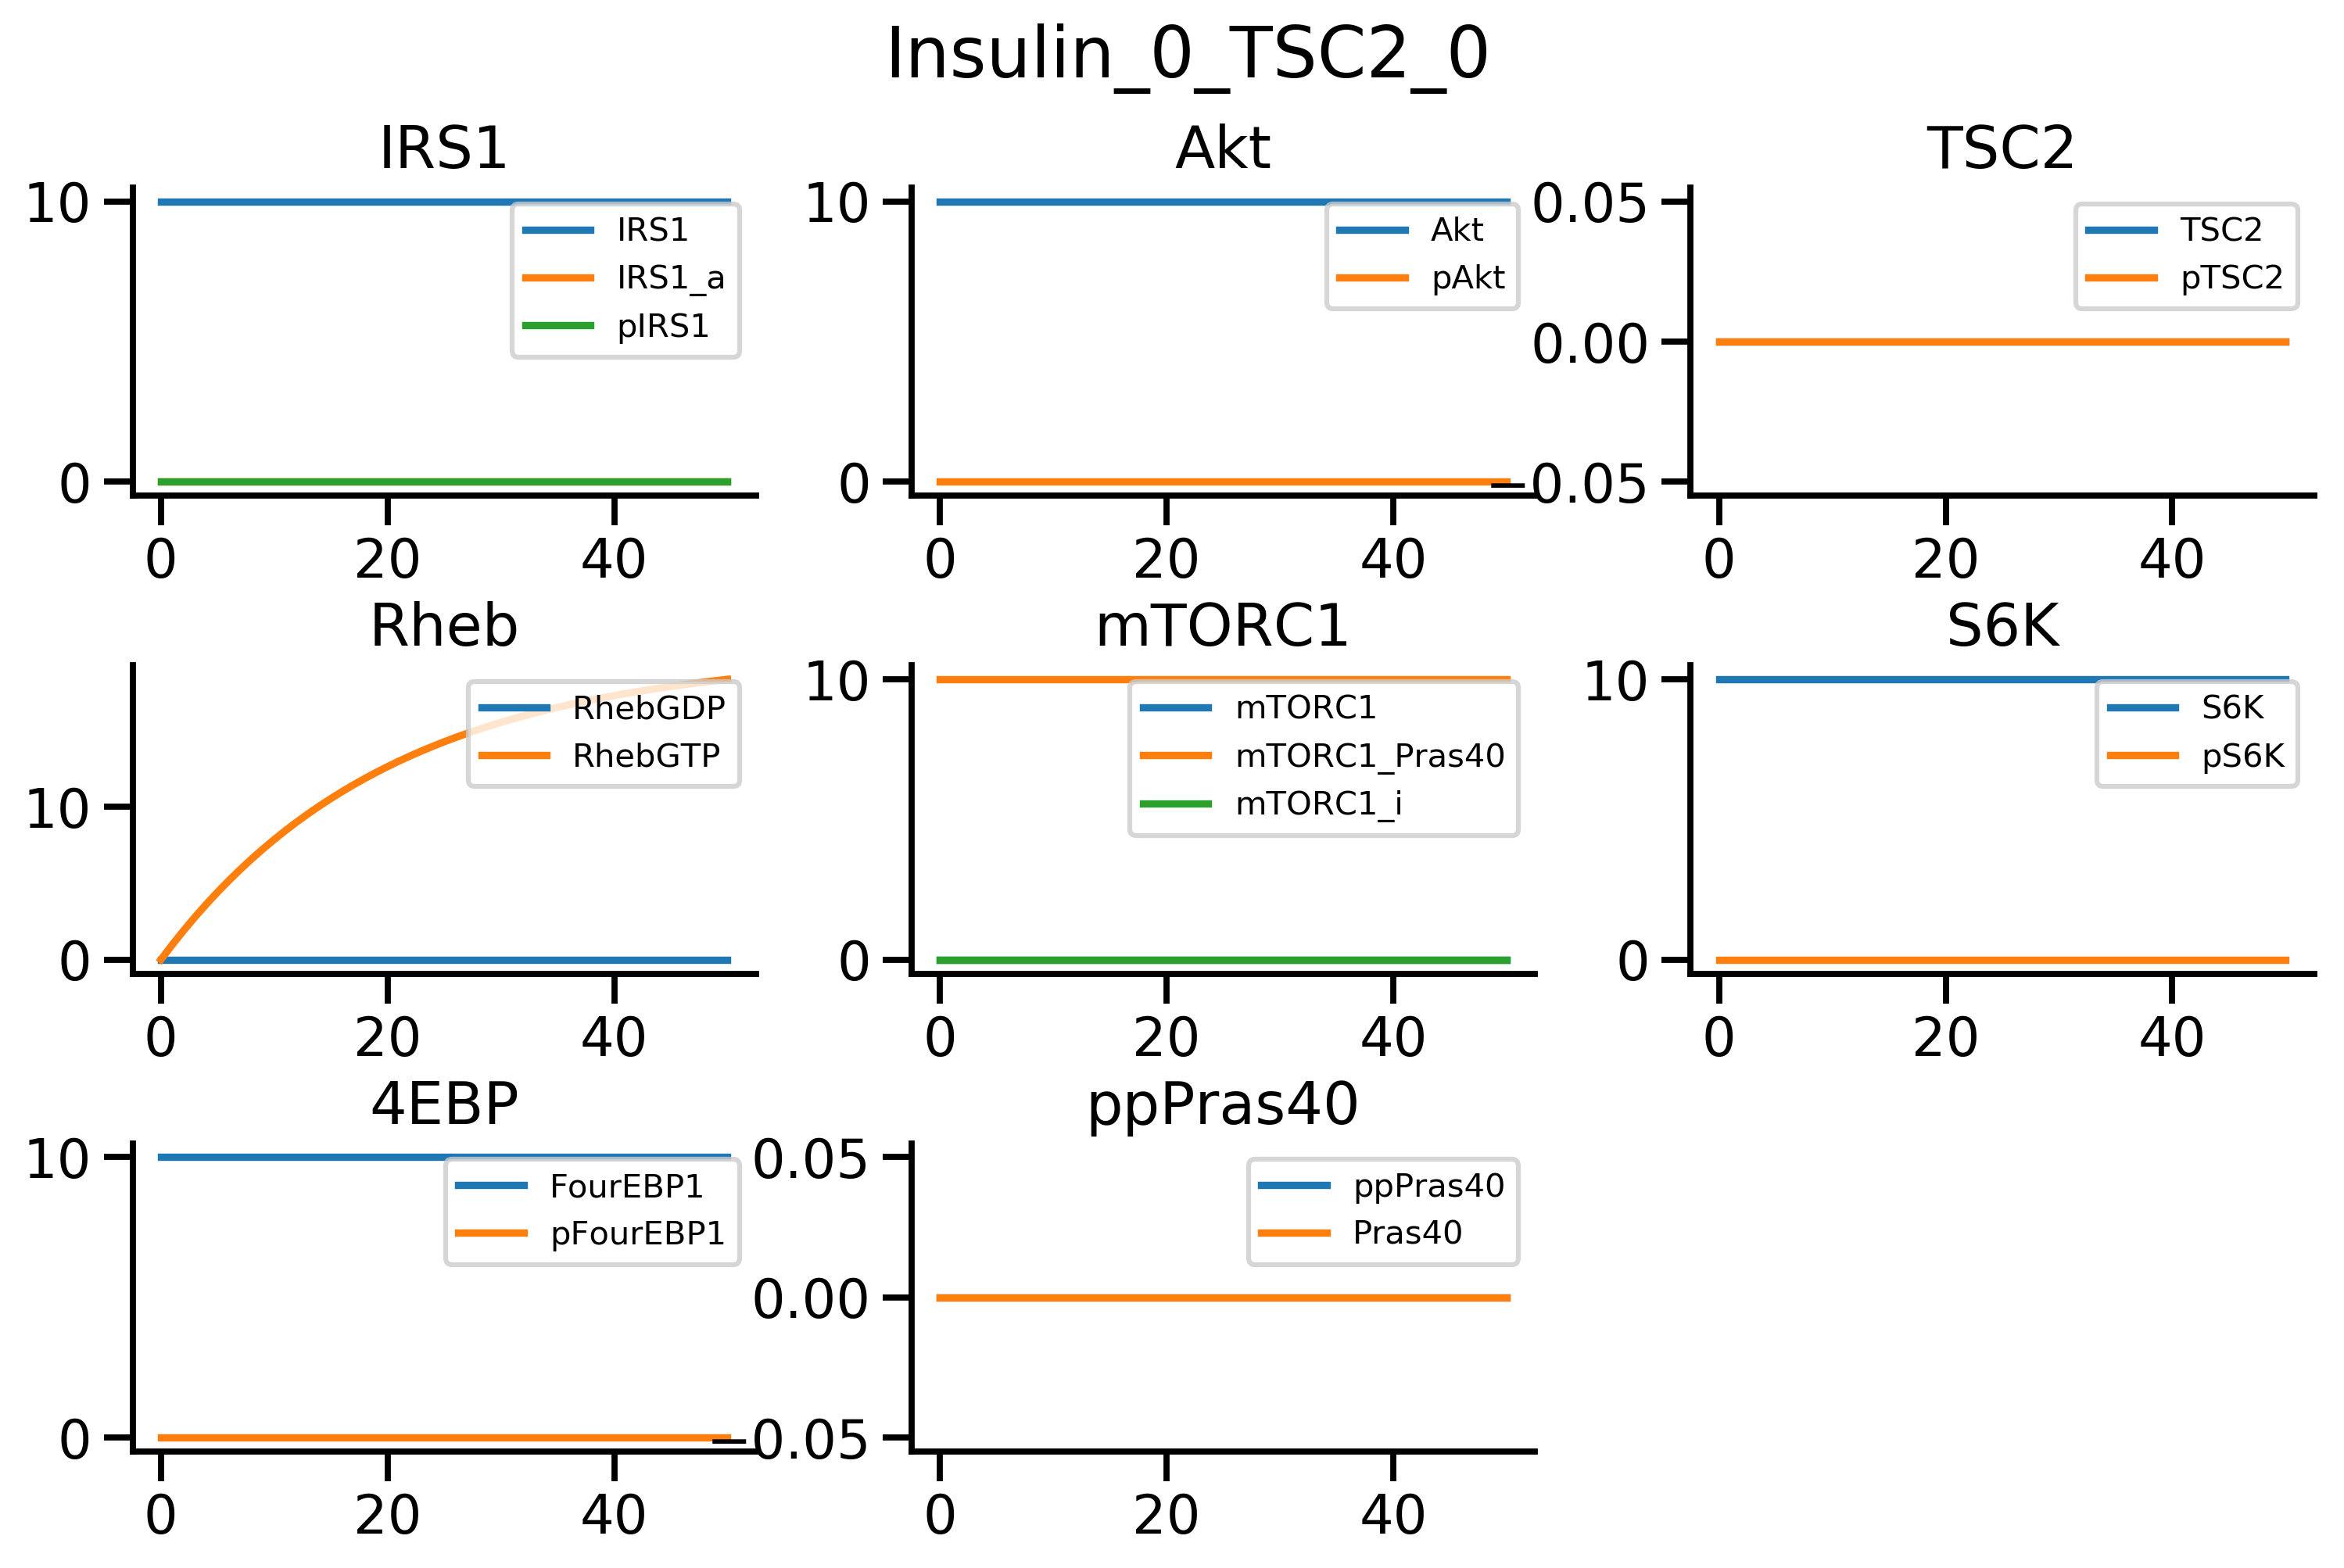 Insulin_0_TSC2_0
IRS1
10
0
0 20 40
IRS1
IRS1_a
pIRS1
Akt
10
0
0 20 40
Akt
pAkt
TSC2
0.05
0.00
−0.05
0 20 40
TSC2
pTSC2
Rheb
10
0
0 20 40
RhebGDP
RhebGTP
mTORC1
10
0
0 20 40
mTORC1
mTORC1_Pras40
mTORC1_i
S6K
10
0
0 20 40
S6K
pS6K
4EBP
10
0
0 20 40
FourEBP1
pFourEBP1
ppPras40
0.05
0.00
−0.05
0 20 40
ppPras40
Pras40